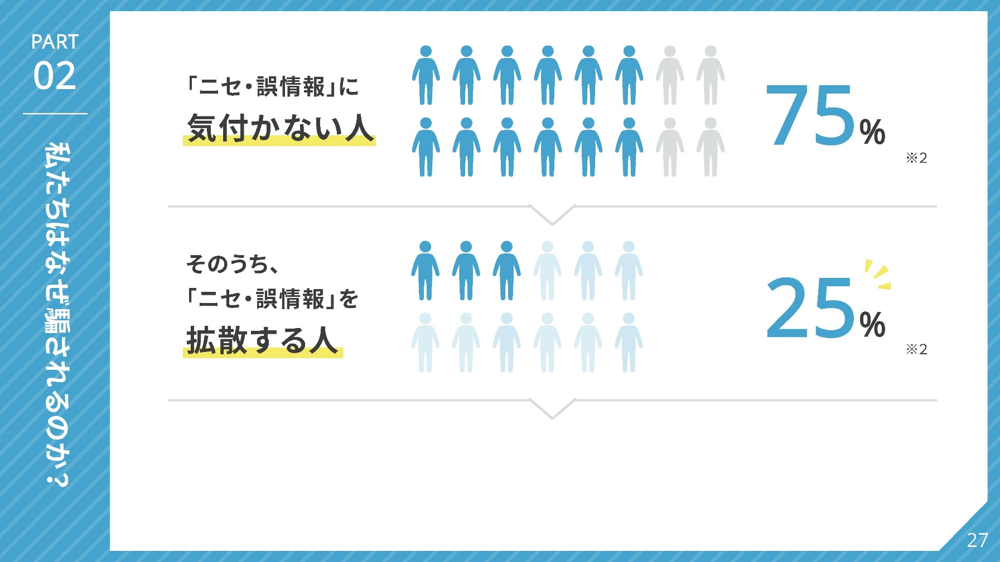 PART
02
私たちはなぜ騙されるのか?
「ニセ・誤情報」に
気付かない人
75%
※2
そのうち、
「ニセ・誤情報」を
拡散する人
25%
※2
27